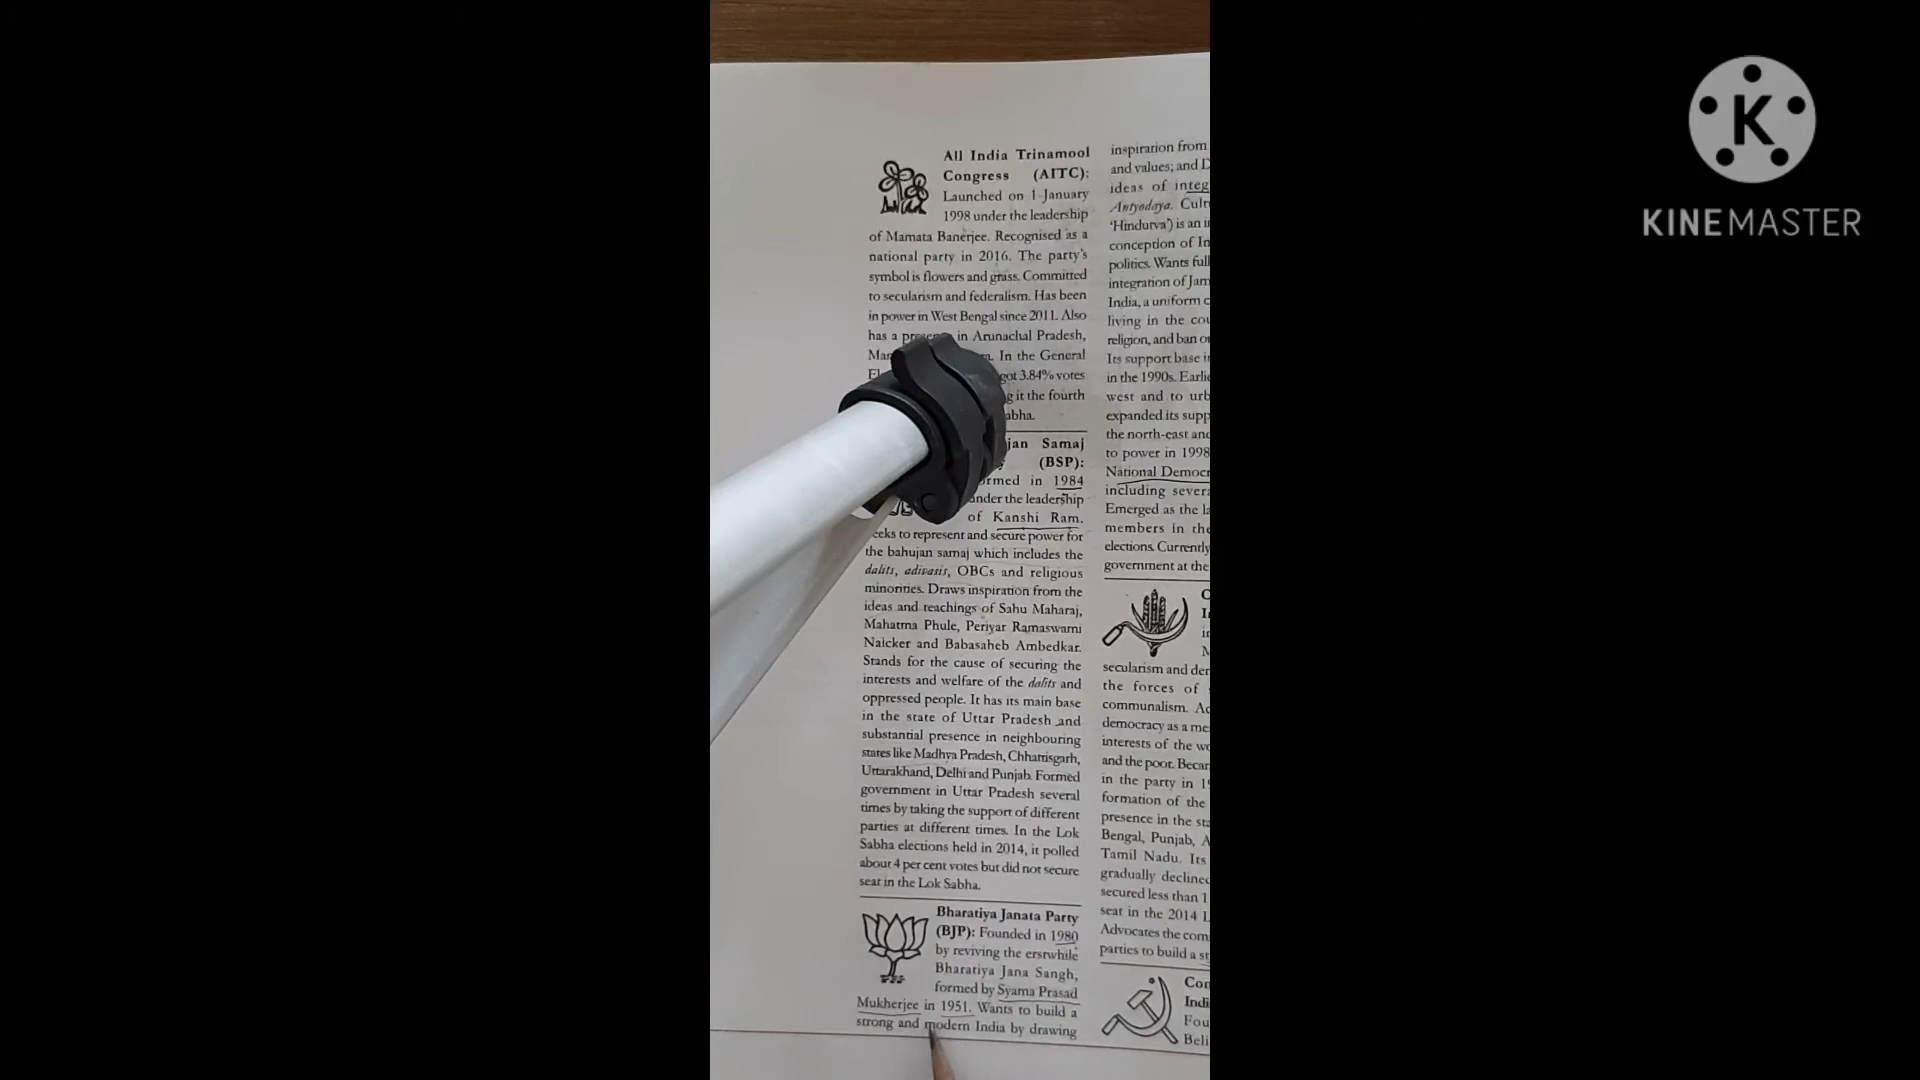 All India Trinamool
Congress (AITC):
Launched on 1 January
1998 under the leadership
of Mamata Banerjee. Recognised as a
national party in 2016. The party's
symbol is flowers and grass. Committed
to secularism and federalism. Has been
in power in West Bengal since 2011. Also
has a in Arunachal Pradesh,
In the General
got 3.84% votes
it the fourth
Samaj
(BSP):
in 1984
under the leadership
of Kanshi Ram.
to represent and secure power for
the bahujan samaj which includes the
dalits, adivasis, OBCs and religious
minorities. Draws inspiration from the
ideas and teachings of Sahu Maharaj,
Mahatma Phule, Periyar Ramaswami
Naicker and Babasaheb Ambedkar.
Stands for the cause of securing the
interests and welfare of the dalits and
oppressed people. It has its main base
in the state of Uttar Pradesh and
substantial presence in neighbouring
states like Madhya Pradesh, Chhattisgarh,
Uttarakhand, Delhi and Punjab. Formed
government in Uttar Pradesh several
times by taking the support of different
parties at different times. In the Lok
Sabha elections held in 2014, it polled
about 4 per cent votes but did not secure
seat in the Lok Sabha.
Bharatiya Janata Party
(BJP): Founded in 1980
by reviving the erstwhile
Bharatiya Jana Sangh,
formed by Syama Prasad
Mukherjee in 1951. Wants to build a
strong and modern India by drawing
inspiration from
and values; and
ideas of
Antyodaya.
'Hindutva') is an
conception of
politics. Wants
integration of
India, a uniform
living in the
religion, and ban
Its support base
in the 1990s.
west and to
expanded its
the north-east
to power in 1998
National
including
Emerged as the
members in the
elections. Currently
government at the
secularism and
the forces of
communalism.
democracy as a
interests of the
and the poor.
in the party in
formation of the
presence in the
Bengal, Punjab,
Tamil Nadu. Its
gradually
secured less than 1
seat in the 2014
Advocates the
parties to build a
K
KINEMASTER